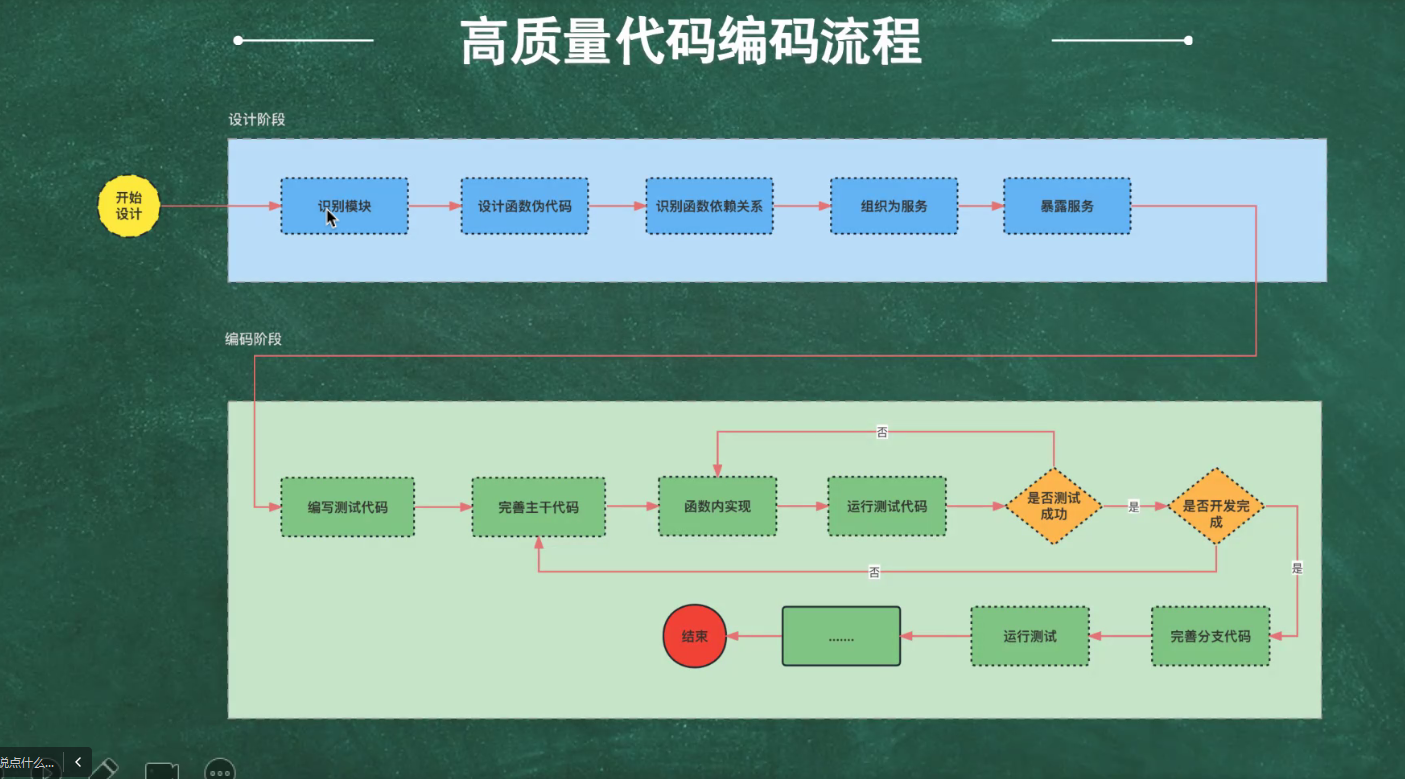 高质量代码编码流程
设计阶段
开始
设计
识别模块
设计函数伪代码
识别函数依赖关系
组织为服务
暴露服务
编码阶段
否
编写测试代码
完善主干代码
函数内实现
运行测试代码
是否测试
成功
是
是否开发完
成
否
是
结束
.......
运行测试
完善分支代码
说点什么...